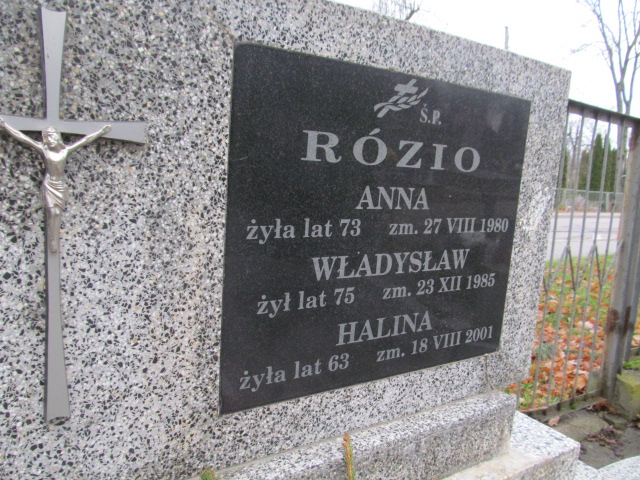 Ś.P.
RÓZIO
ANNA
żyła lat 73 zm. 27 VIII 1980
WŁADYSŁAW
żył lat 75 zm. 23 XII 1985
HALINA
żyła lat 63 zm. 18 VIII 2001